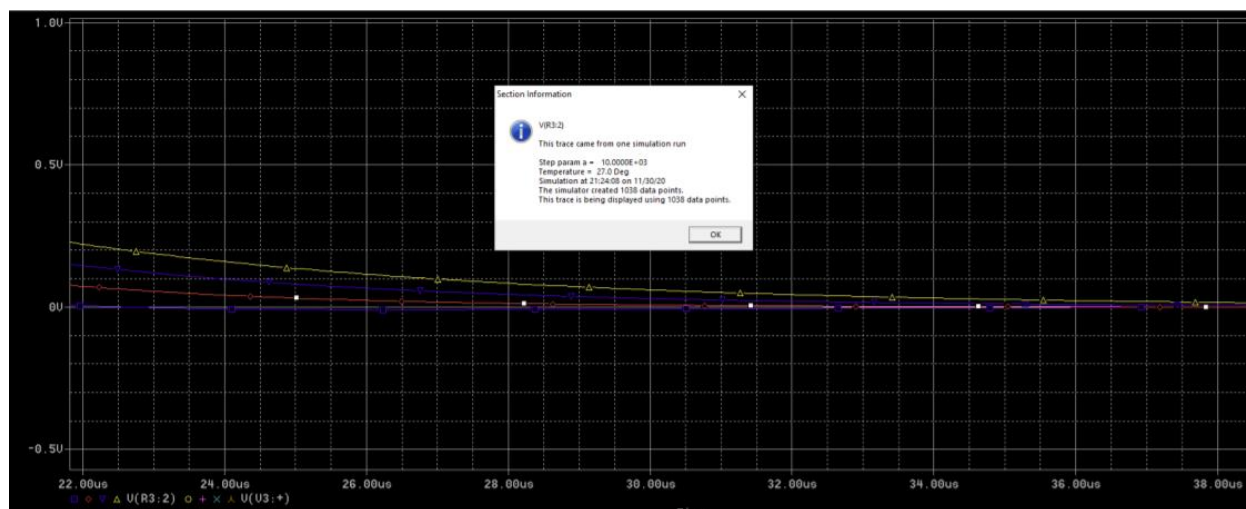 1.0V
Section Information
V(R3:2)
This trace came from one simulation run
Step param a = 10.0000E+03
Temperature = 27.0 Deg
Simulation at 21:24:08 on 11/30/20
The simulator created 1038 data points.
This trace is being displayed using 1038 data points.
OK
0.5V
0V
-0.5V
22.00us 24.00us 26.00us 28.00us 30.00us 32.00us 34.00us 36.00us 38.00us
V(R3:2) V(V3:+)